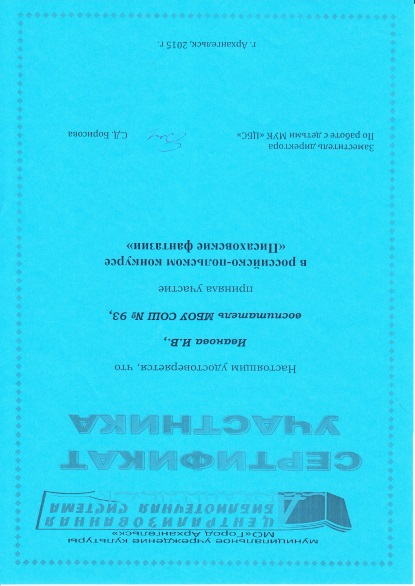 муниципальное учреждение культуры
МО«Город Архангельск»
ЦЕНТРАЛИЗОВАННАЯ
БИБЛИОТЕЧНАЯ СИСТЕМА
СЕРТИФИКАТ
УЧАСТНИКА
Настоящим удостоверяется, что
Иванова И.В.,
воспитатель МБОУ СОШ № 93,
приняла участие
в российско-польском конкурсе
«Писаховские фантазии»
Заместитель директора
По работе с детьми МУК «ЦБС» С.Д. Борисова
г. Архангельск, 2015 г